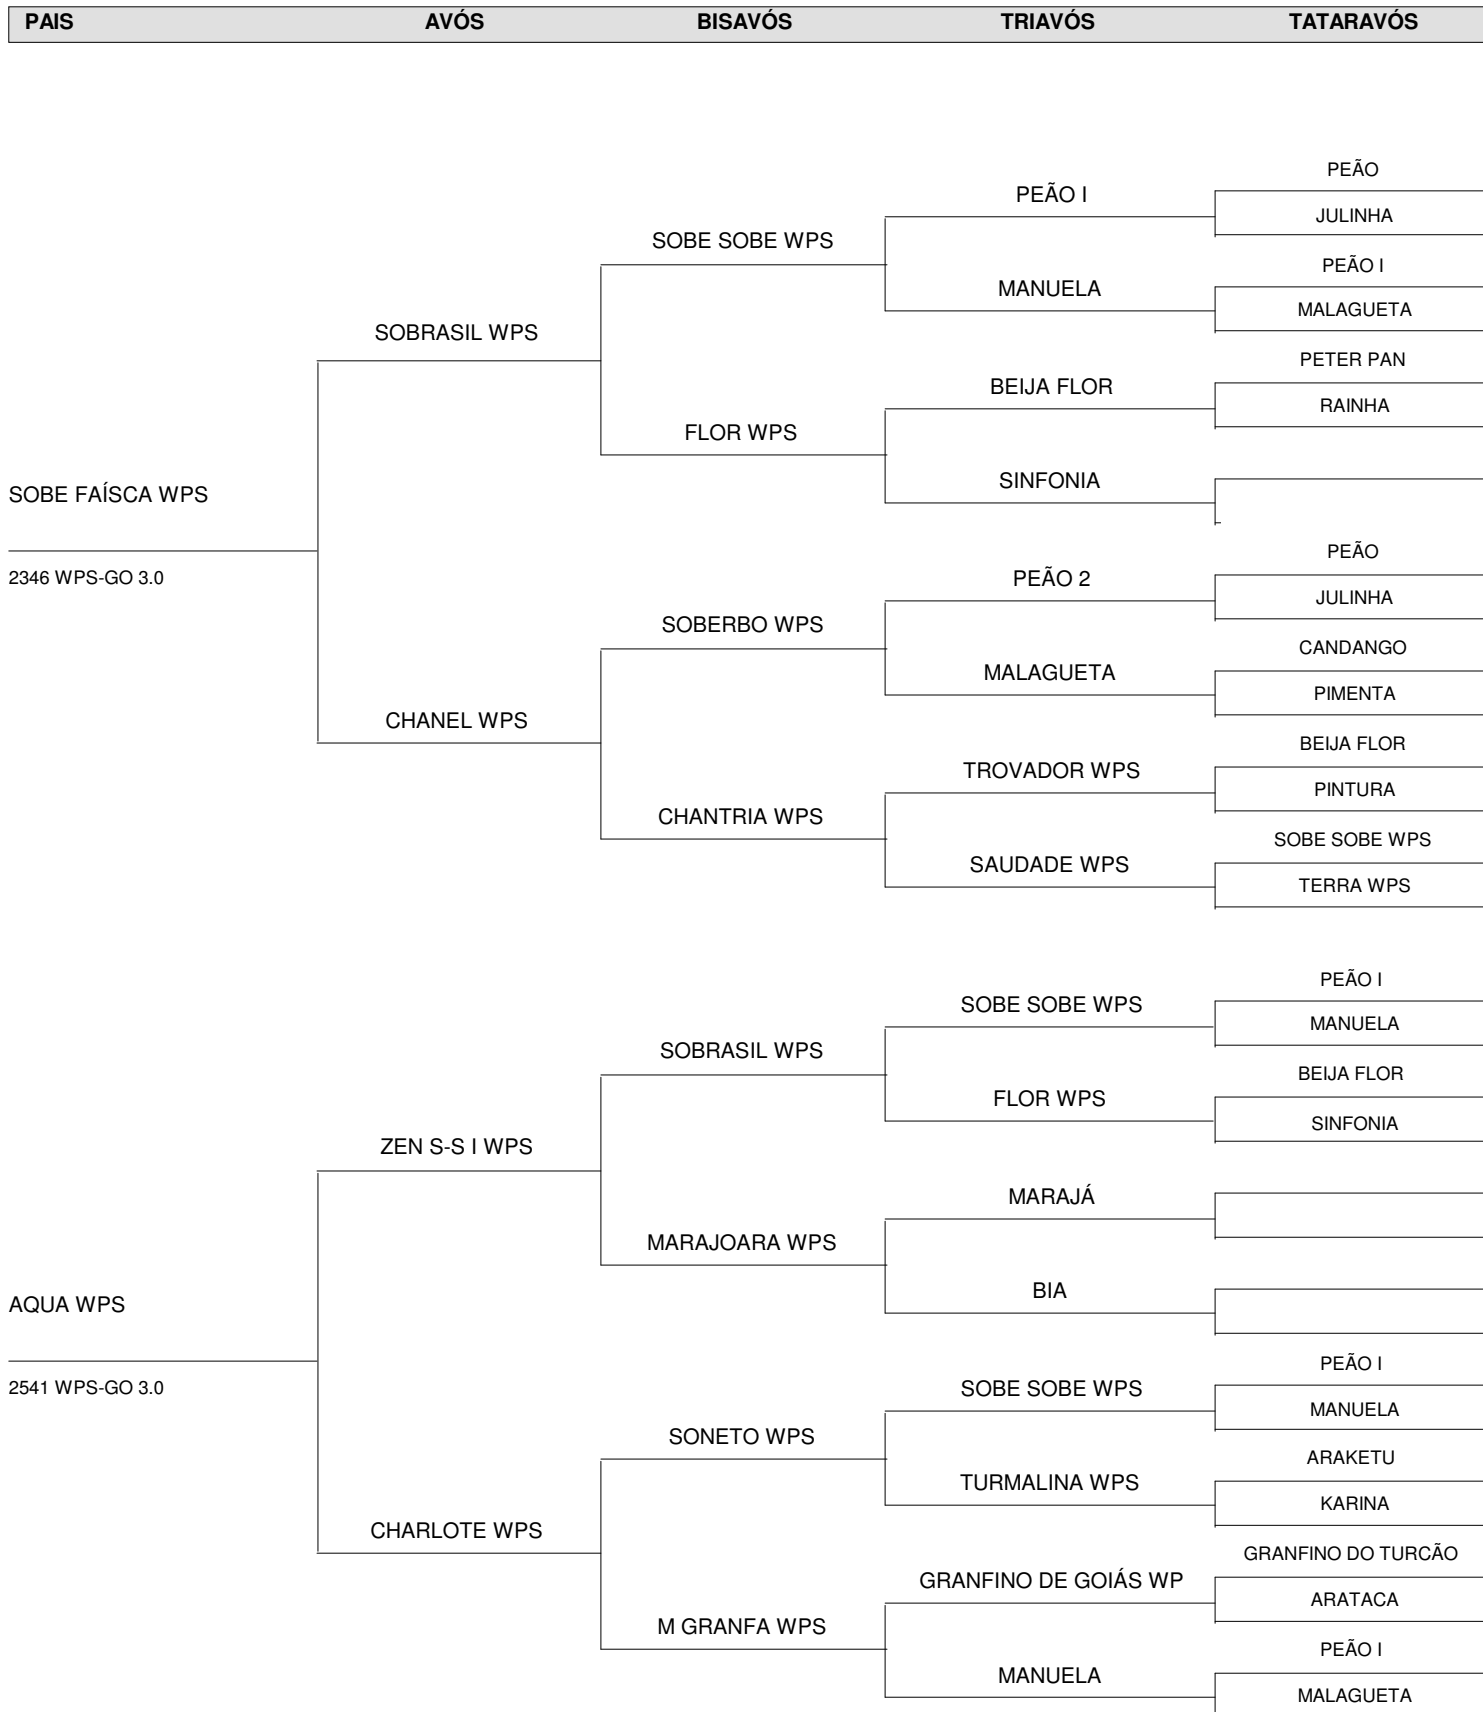 PAIS AVÓS BISAVÓS TRIAVÓS TATARAVÓS
PEÃO
PEÃO I
JULINHA
SOBE SOBE WPS
PEÃO I
MANUELA
MALAGUETA
SOBRASIL WPS
PETER PAN
BEIJA FLOR
RAINHA
FLOR WPS
SINFONIA
SOBE FAÍSCA WPS
PEÃO
2346 WPS-GO 3.0
PEÃO 2
JULINHA
SOBERBO WPS
CANDANGO
MALAGUETA
PIMENTA
CHANEL WPS
BEIJA FLOR
TROVADOR WPS
PINTURA
CHANTRIA WPS
SOBE SOBE WPS
SAUDADE WPS
TERRA WPS
PEÃO I
SOBE SOBE WPS
MANUELA
SOBRASIL WPS
BEIJA FLOR
FLOR WPS
SINFONIA
ZEN S-S I WPS
MARAJÁ
MARAJOARA WPS
BIA
AQUA WPS
PEÃO I
2541 WPS-GO 3.0
SOBE SOBE WPS
MANUELA
SONETO WPS
ARAKETU
TURMALINA WPS
KARINA
CHARLOTE WPS
GRANFINO DO TURCÃO
GRANFINO DE GOIÁS WP
ARATACA
M GRANFA WPS
PEÃO I
MANUELA
MALAGUETA